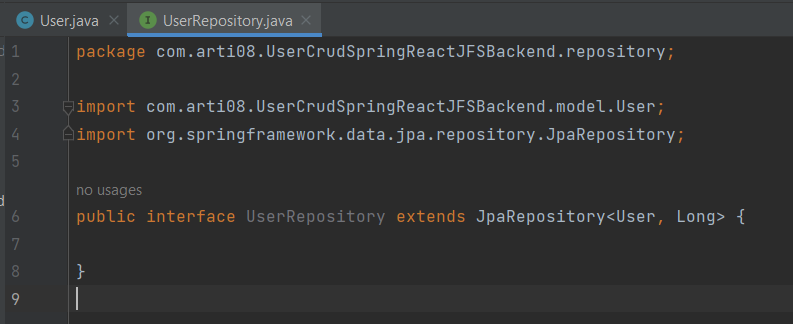 User.java UserRepository.java
1 package com.arti08.UserCrudSpringReactJFSBackend.repository;
2
3 import com.arti08.UserCrudSpringReactJFSBackend.model.User;
4 import org.springframework.data.jpa.repository.JpaRepository;
5
no usages
6 public interface UserRepository extends JpaRepository<User, Long> {
7
8 }
9